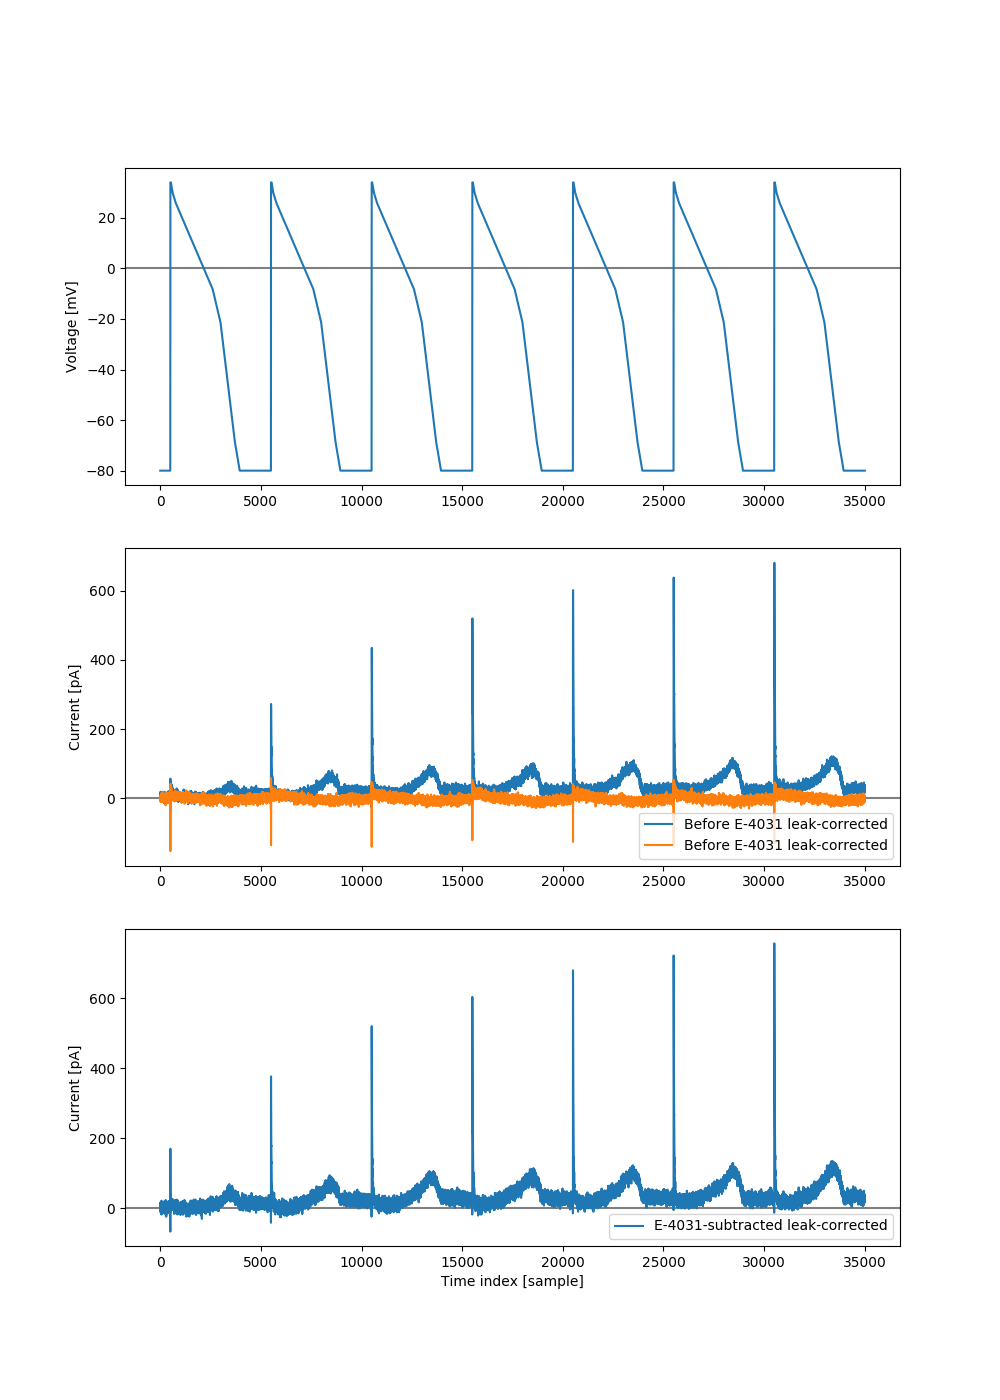 20
0
−20
−40
−60
−80
Voltage [mV]
0 5000 10000 15000 20000 25000 30000 35000
600
400
200
0
Current [pA]
Before E-4031 leak-corrected
Before E-4031 leak-corrected
0 5000 10000 15000 20000 25000 30000 35000
600
400
200
0
Current [pA]
E-4031-subtracted leak-corrected
0 5000 10000 15000 20000 25000 30000 35000
Time index [sample]